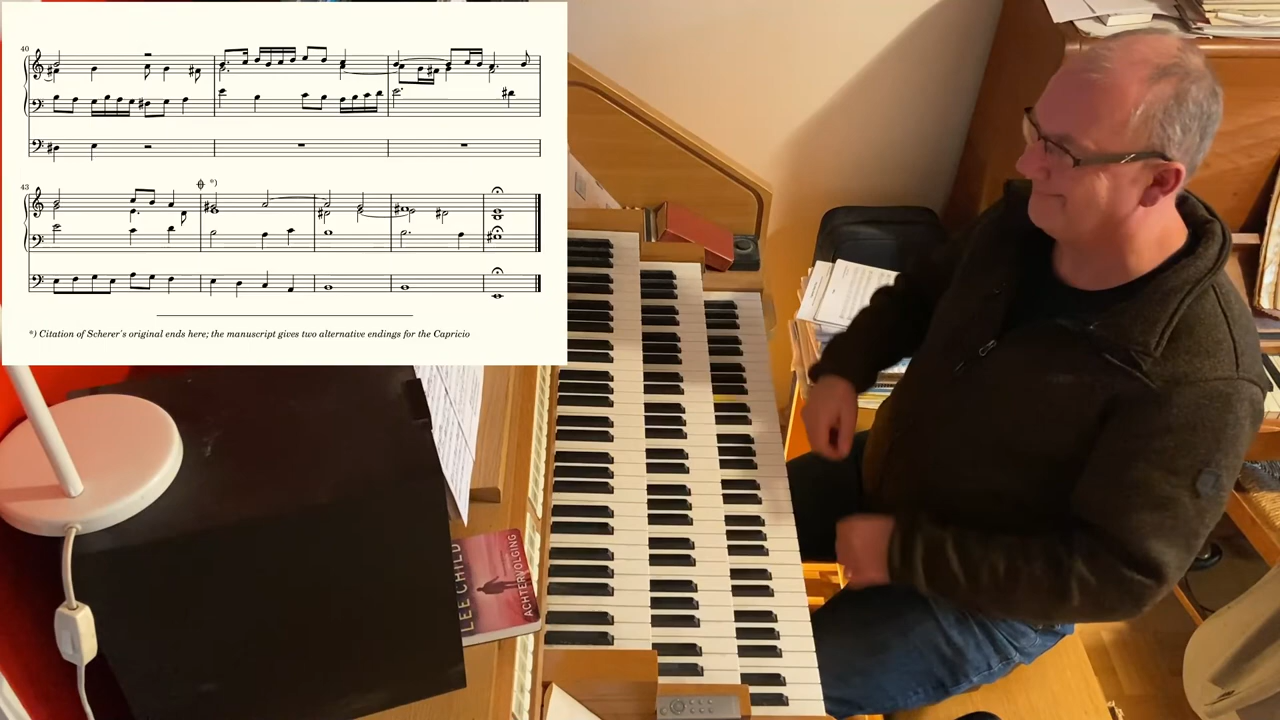 40
43
*)
*) Citation of Scherer's original ends here; the manuscript gives two alternative endings for the Capricio
LEE CHILD
ACHTERVOLGING